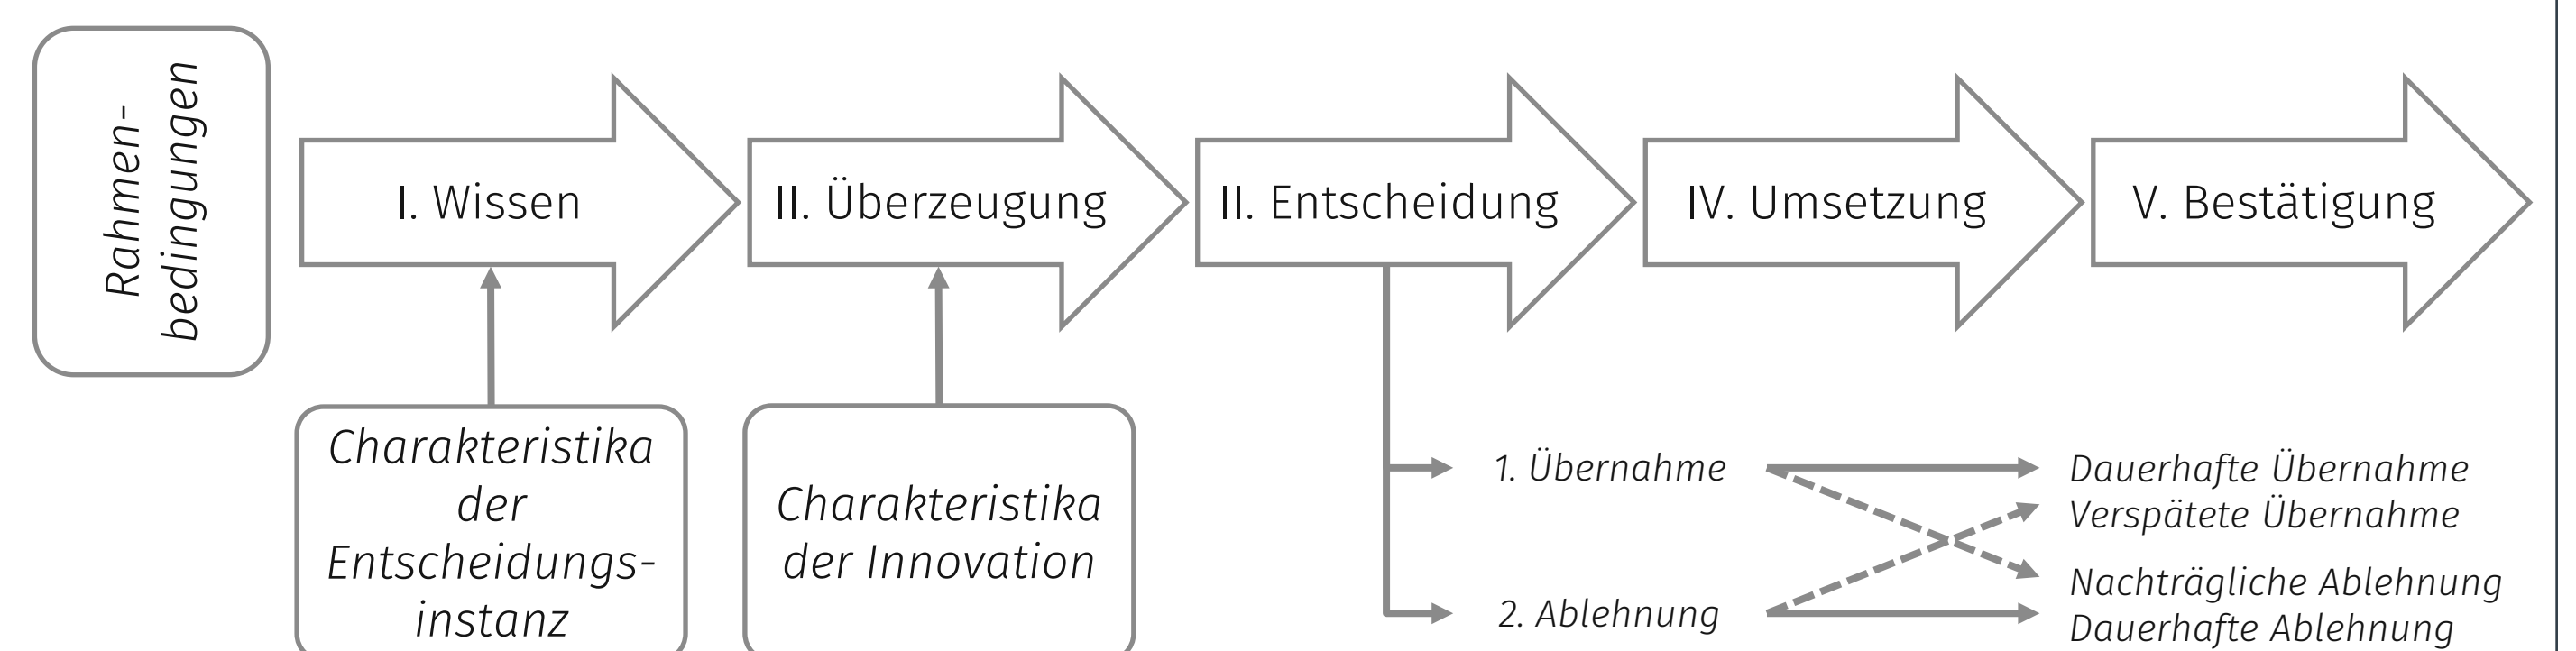 Rahmen-
bedingungen
I. Wissen
II. Überzeugung
II. Entscheidung
IV. Umsetzung
V. Bestätigung
Charakteristika
der
Entscheidungs-
instanz
Charakteristika
der Innovation
1. Übernahme
2. Ablehnung
Dauerhafte Übernahme
Verspätete Übernahme
Nachträgliche Ablehnung
Dauerhafte Ablehnung